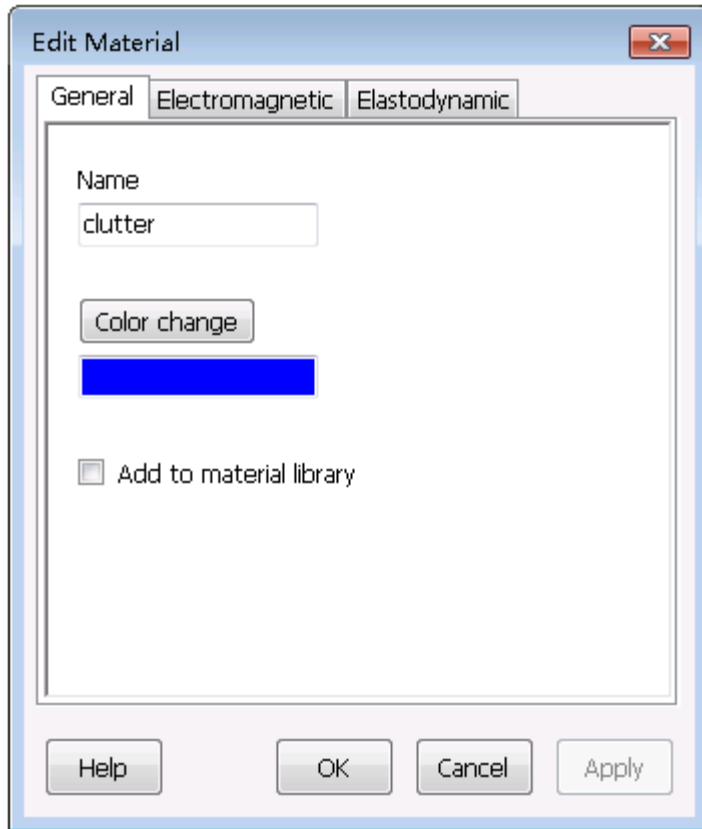 Edit Material
General Electromagnetic Elastodynamic
Name
clutter
Color change
Add to material library
Help OK Cancel Apply